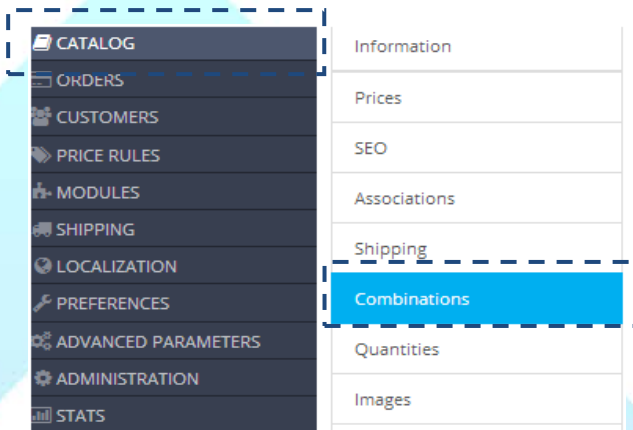 CATALOG
ORDERS
CUSTOMERS
PRICE RULES
MODULES
SHIPPING
LOCALIZATION
PREFERENCES
ADVANCED PARAMETERS
ADMINISTRATION
STATS
Information
Prices
SEO
Associations
Shipping
Combinations
Quantities
Images